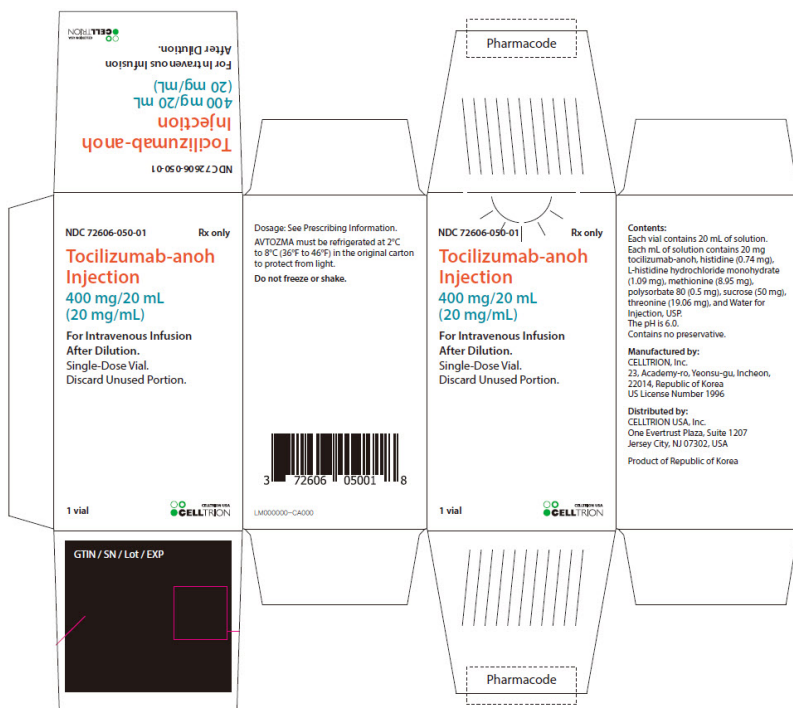 CELLTRION USA
CELLTRION
For Intravenous Infusion
After Dilution.
400 mg/20 mL
(20 mg/mL)
Tocilizumab-anoh
Injection
NDC 72606-050-01
Pharmacode
NDC 72606-050-01 Rx only
Tocilizumab-anoh
Injection
400 mg/20 mL
(20 mg/mL)
For Intravenous Infusion
After Dilution.
Single-Dose Vial.
Discard Unused Portion.
1 vial
CELLTRION USA
CELLTRION
Dosage: See Prescribing Information.
AVTOZMA must be refrigerated at 2°C
to 8°C (36°F to 46°F) in the original carton
to protect from light.
Do not freeze or shake.
3 72606 05001 8
LM000000-CA000
NDC 72606-050-01 Rx only
Tocilizumab-anoh
Injection
400 mg/20 mL
(20 mg/mL)
For Intravenous Infusion
After Dilution.
Single-Dose Vial.
Discard Unused Portion.
1 vial
CELLTRION USA
CELLTRION
Contents:
Each vial contains 20 mL of solution.
Each mL of solution contains 20 mg
tocilizumab-anoh, histidine (0.74 mg),
L-histidine hydrochloride monohydrate
(1.09 mg), methionine (8.95 mg),
polysorbate 80 (0.5 mg), sucrose (50 mg),
threonine (19.06 mg), and Water for
Injection, USP.
The pH is 6.0.
Contains no preservative.
Manufactured by:
CELLTRION, Inc.
23, Academy-ro, Yeonsu-gu, Incheon,
22014, Republic of Korea
US License Number 1996
Distributed by:
CELLTRION USA, Inc.
One Evertrust Plaza, Suite 1207
Jersey City, NJ 07302, USA
Product of Republic of Korea
GTIN / SN / Lot / EXP
Pharmacode